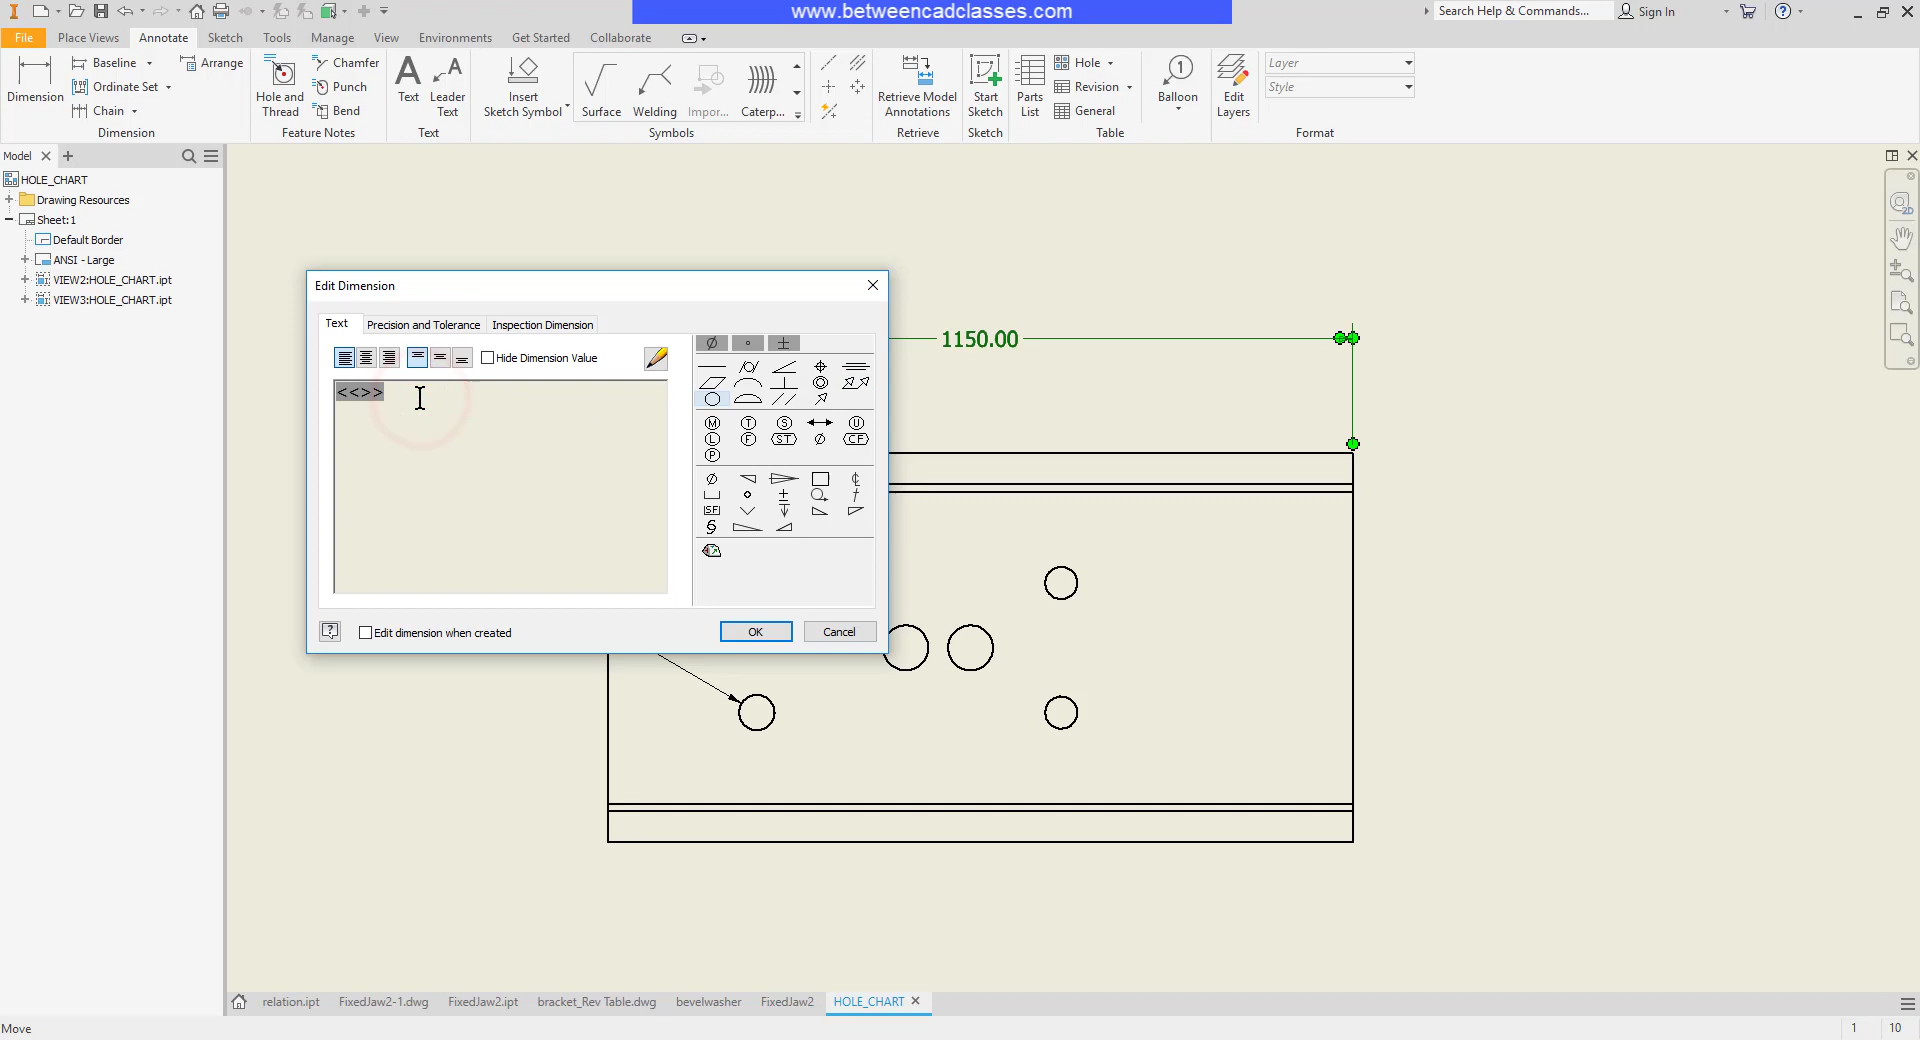 www.betweencadclasses.com
Search Help & Commands...
Sign In
File
Place Views
Annotate
Sketch
Tools
Manage
View
Environments
Get Started
Collaborate
Dimension
Baseline
Ordinate Set
Chain
Arrange
Dimension
Hole and
Thread
Chamfer
Punch
Bend
Feature Notes
Text
Leader
Text
Text
Insert
Sketch Symbol
Surface
Welding
Impor...
Caterp...
Symbols
Retrieve Model
Annotations
Retrieve
Start
Sketch
Sketch
Parts
List
Hole
Revision
General
Table
Balloon
Edit
Layers
Layer
Style
Format
Model
HOLE_CHART
Drawing Resources
Sheet:1
Default Border
ANSI - Large
VIEW2:HOLE_CHART.ipt
VIEW3:HOLE_CHART.ipt
Edit Dimension
Text
Precision and Tolerance
Inspection Dimension
Hide Dimension Value
<<>>
Edit dimension when created
OK
Cancel
1150.00
relation.ipt
FixedJaw2-1.dwg
FixedJaw2.ipt
bracket_Rev Table.dwg
bevelwasher
FixedJaw2
HOLE_CHART
Move
1
10